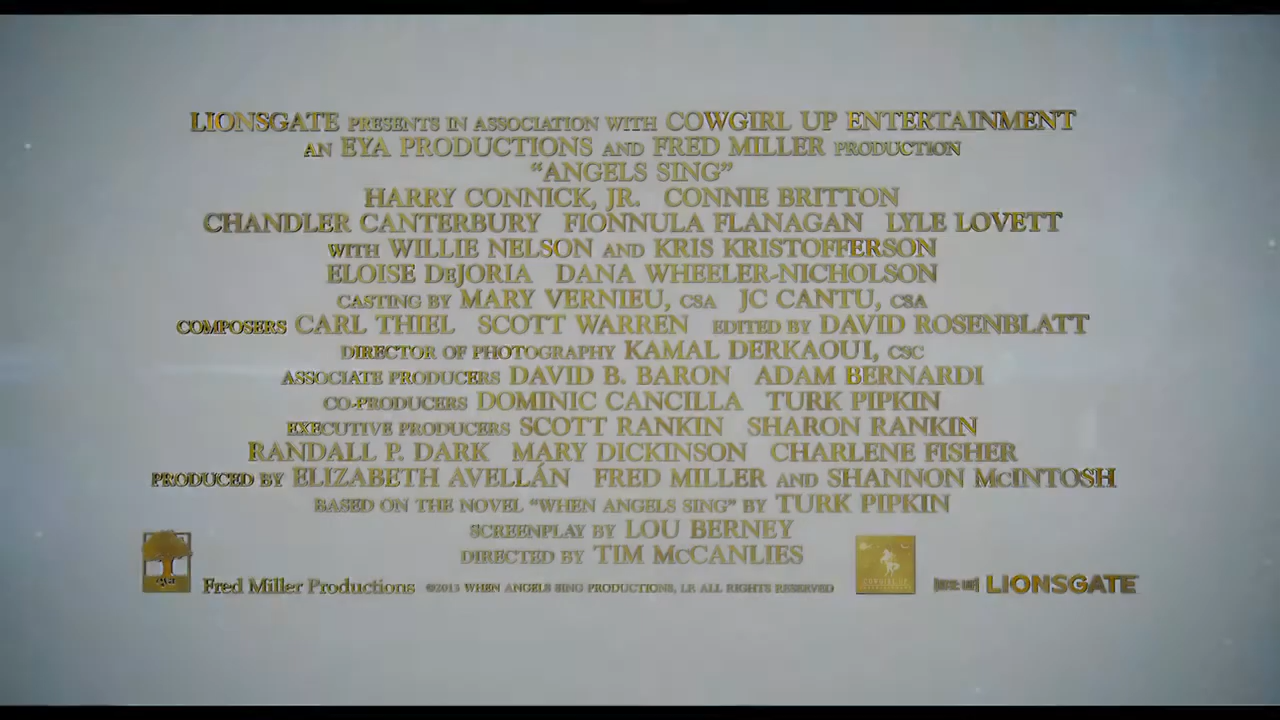 LIONSGATE PRESENTS IN ASSOCIATION WITH COWGIRL UP ENTERTAINMENT
AN EYA PRODUCTIONS AND FRED MILLER PRODUCTION
“ANGELS SING”
HARRY CONNICK, JR. CONNIE BRITTON
CHANDLER CANTERBURY FIONNULA FLANAGAN LYLE LOVETT
WITH WILLIE NELSON AND KRIS KRISTOFFERSON
ELOISE DEJORIA DANA WHEELER-NICHOLSON
CASTING BY MARY VERNIEU, CSA JC CANTU, CSA
COMPOSERS CARL THIEL SCOTT WARREN EDITED BY DAVID ROSENBLATT
DIRECTOR OF PHOTOGRAPHY KAMAL DERKAOUI, CSC
ASSOCIATE PRODUCERS DAVID B. BARON ADAM BERNARDI
CO-PRODUCERS DOMINIC CANCILLA TURK PIPKIN
EXECUTIVE PRODUCERS SCOTT RANKIN SHARON RANKIN
RANDALL P. DARK MARY DICKINSON CHARLENE FISHER
PRODUCED BY ELIZABETH AVELLÁN FRED MILLER AND SHANNON McINTOSH
BASED ON THE NOVEL “WHEN ANGELS SING” BY TURK PIPKIN
SCREENPLAY BY LOU BERNEY
DIRECTED BY TIM McCANLIES
eya Fred Miller Productions ©2013 WHEN ANGELS SING PRODUCTIONS, LP. ALL RIGHTS RESERVED COWGIRL UP LIONSGATE